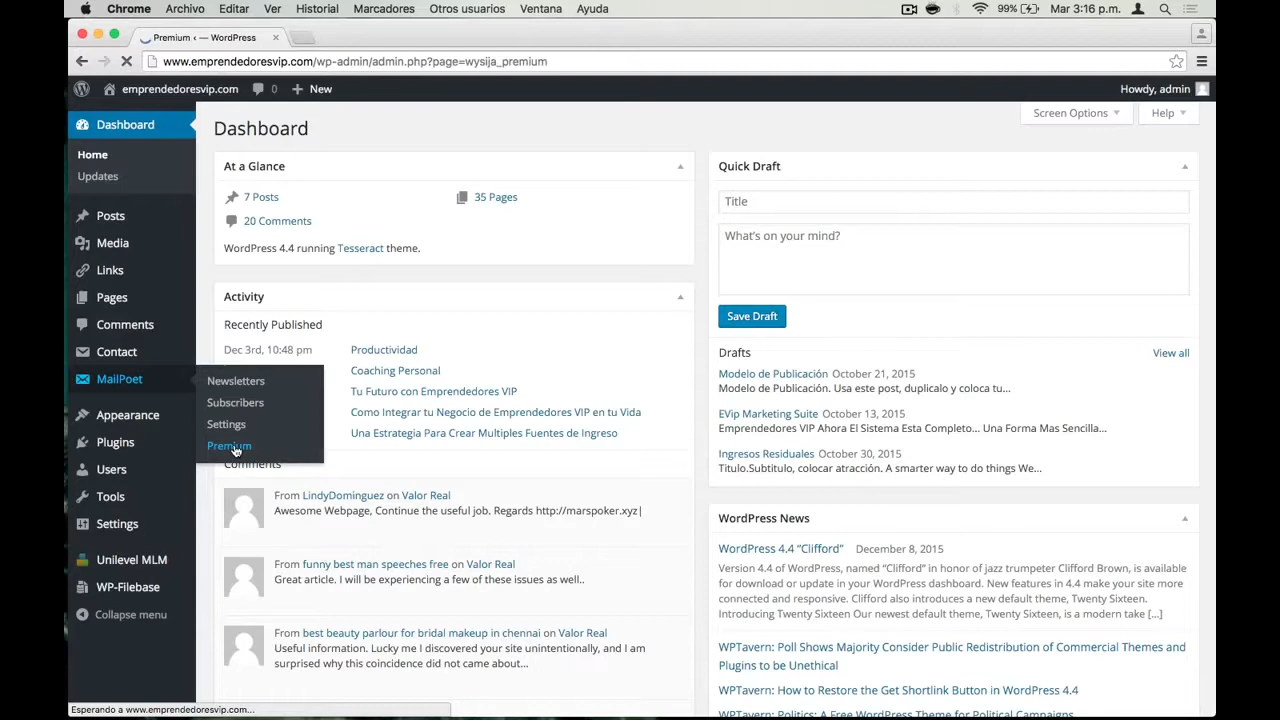 Chrome Archivo Editar Ver Historial Marcadores Otros usuarios Ventana Ayuda 99% Mar 3:16 p.m.
Premium ‹ — WordPress ×
www.emprendedoresvip.com/wp-admin/admin.php?page=wysija_premium
emprendedoresvip.com 0 + New Howdy, admin
Screen Options Help
Dashboard
Home
Updates
Posts
Media
Links
Pages
Comments
Contact
MailPoet
Appearance
Plugins
Users
Tools
Settings
Unilevel MLM
WP-Filebase
Collapse menu
Newsletters
Subscribers
Settings
Premium
Dashboard
At a Glance
7 Posts 35 Pages
20 Comments
WordPress 4.4 running Tesseract theme.
Activity
Recently Published
Dec 3rd, 10:48 pm Productividad
Coaching Personal
Tu Futuro con Emprendedores VIP
Como Integrar tu Negocio de Emprendedores VIP en tu Vida
Una Estrategia Para Crear Multiples Fuentes de Ingreso
Comments
From LindyDominguez on Valor Real
Awesome Webpage, Continue the useful job. Regards http://marspoker.xyz|
From funny best man speeches free on Valor Real
Great article. I will be experiencing a few of these issues as well..
From best beauty parlour for bridal makeup in chennai on Valor Real
Useful information. Lucky me I discovered your site unintentionally, and I am
surprised why this coincidence did not came about...
Quick Draft
Title
What's on your mind?
Save Draft
Drafts View all
Modelo de Publicación October 21, 2015
Modelo de Publicación. Usa este post, duplicalo y coloca tu...
EVip Marketing Suite October 13, 2015
Emprendedores VIP Ahora El Sistema Esta Completo... Una Forma Mas Sencilla...
Ingresos Residuales October 30, 2015
Titulo.Subtitulo, colocar atracción. A smarter way to do things We...
WordPress News
WordPress 4.4 “Clifford” December 8, 2015
Version 4.4 of WordPress, named “Clifford” in honor of jazz trumpeter Clifford Brown, is available
for download or update in your WordPress dashboard. New features in 4.4 make your site more
connected and responsive. Clifford also introduces a new default theme, Twenty Sixteen.
Introducing Twenty Sixteen Our newest default theme, Twenty Sixteen, is a modern take [...]
WPTavern: Poll Shows Majority Consider Public Redistribution of Commercial Themes and
Plugins to be Unethical
WPTavern: How to Restore the Get Shortlink Button in WordPress 4.4
WPTavern: Politics: A Free WordPress Theme for Political Campaigns
Esperando a www.emprendedoresvip.com...